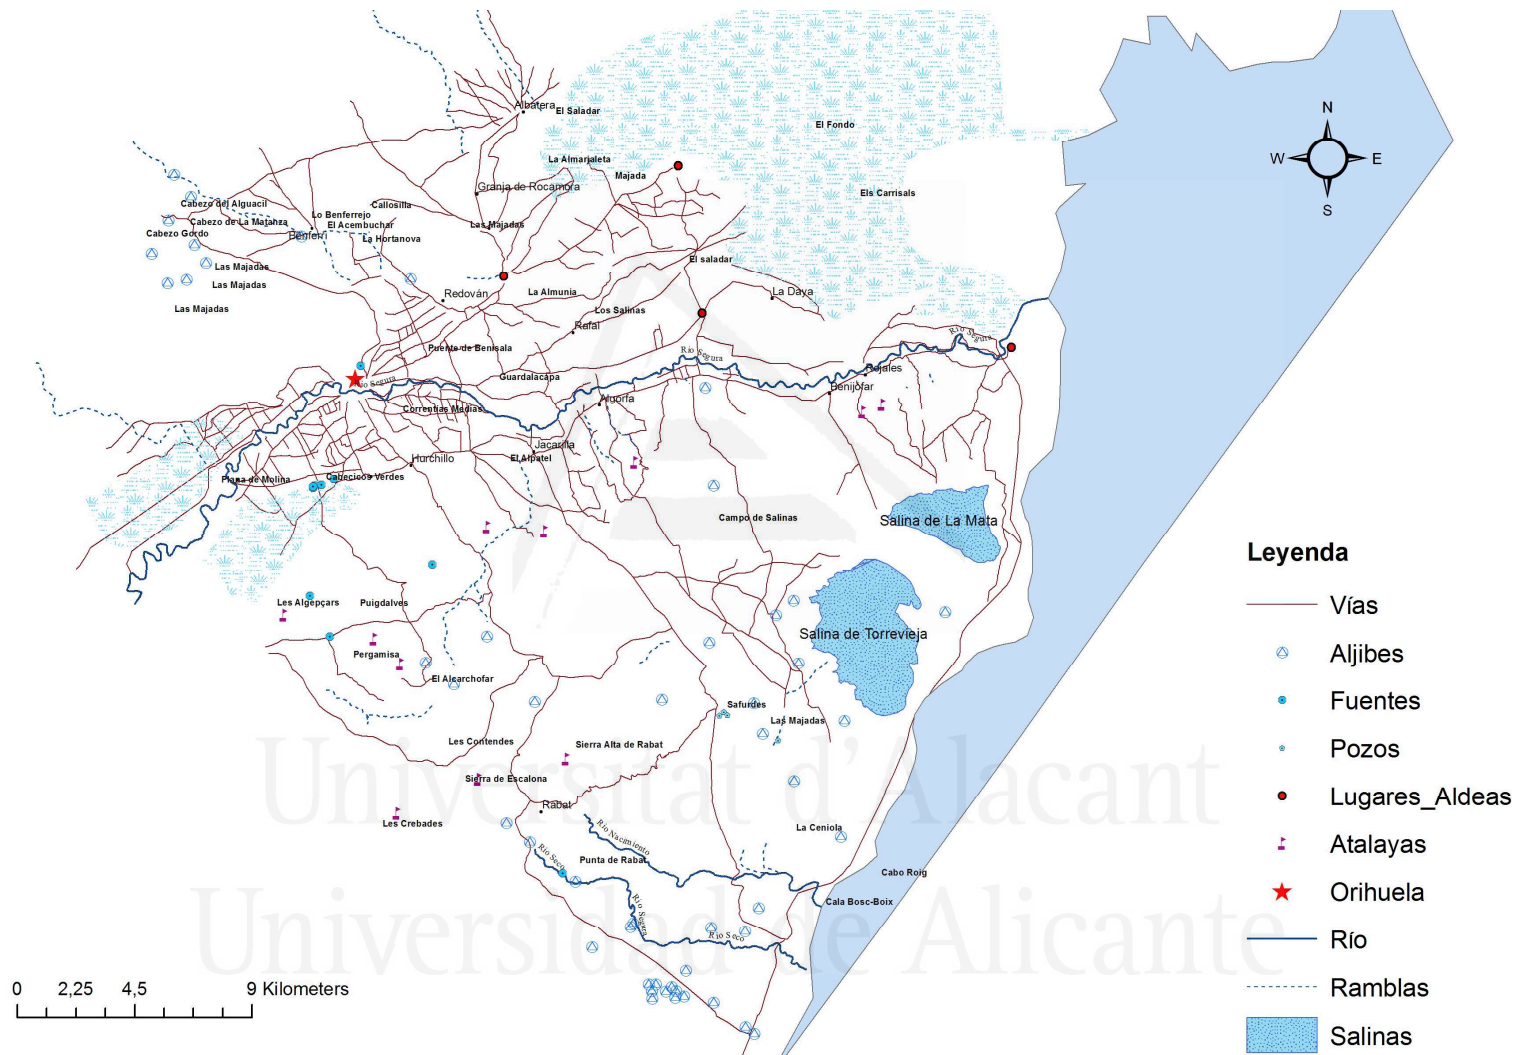 Albatera
El Saladar
El Fondo
N
W
E
S
La Almarjaleta
Majada
Granja de Rocamora
Els Carrisals
Cabezo del Alguacil
Callosilla
Lo Benferrejo
Cabezo de La Matanza
El Acembuchar
Las Majadas
Cabezo Gordo
Benferri
La Hortanova
El saladar
Las Majadas
Las Majadas
La Almunia
La Daya
Redován
Las Majadas
Los Salinas
Rafal
Río Segura
Puente de Benisala
Río Segura
Rojales
Guardalacapa
Río Segura
Benijófar
Algorfa
Correntias Medias
Jacarilla
Hurchillo
El Alpatel
Plana de Molina
Cabecicos Verdes
Campo de Salinas
Salina de La Mata
Leyenda
Les Algepçars
Puigdalves
Vías
Salina de Torrevieja
Pergamisa
Aljibes
El Alcarchofar
Fuentes
Safurdes
Las Majadas
Les Contendes
Sierra Alta de Rabat
Pozos
Sierra de Escalona
Lugares_Aldeas
Rabat
Les Crebades
La Ceniola
Río Nacimiento
Atalayas
Río Seco
Punta de Rabat
Cabo Roig
Orihuela
Cala Bosc-Boix
Río Segura
Río Seco
Río
Ramblas
0 2,25 4,5 9 Kilometers
Salinas
Universitat d'Alacant
Universidad de Alicante